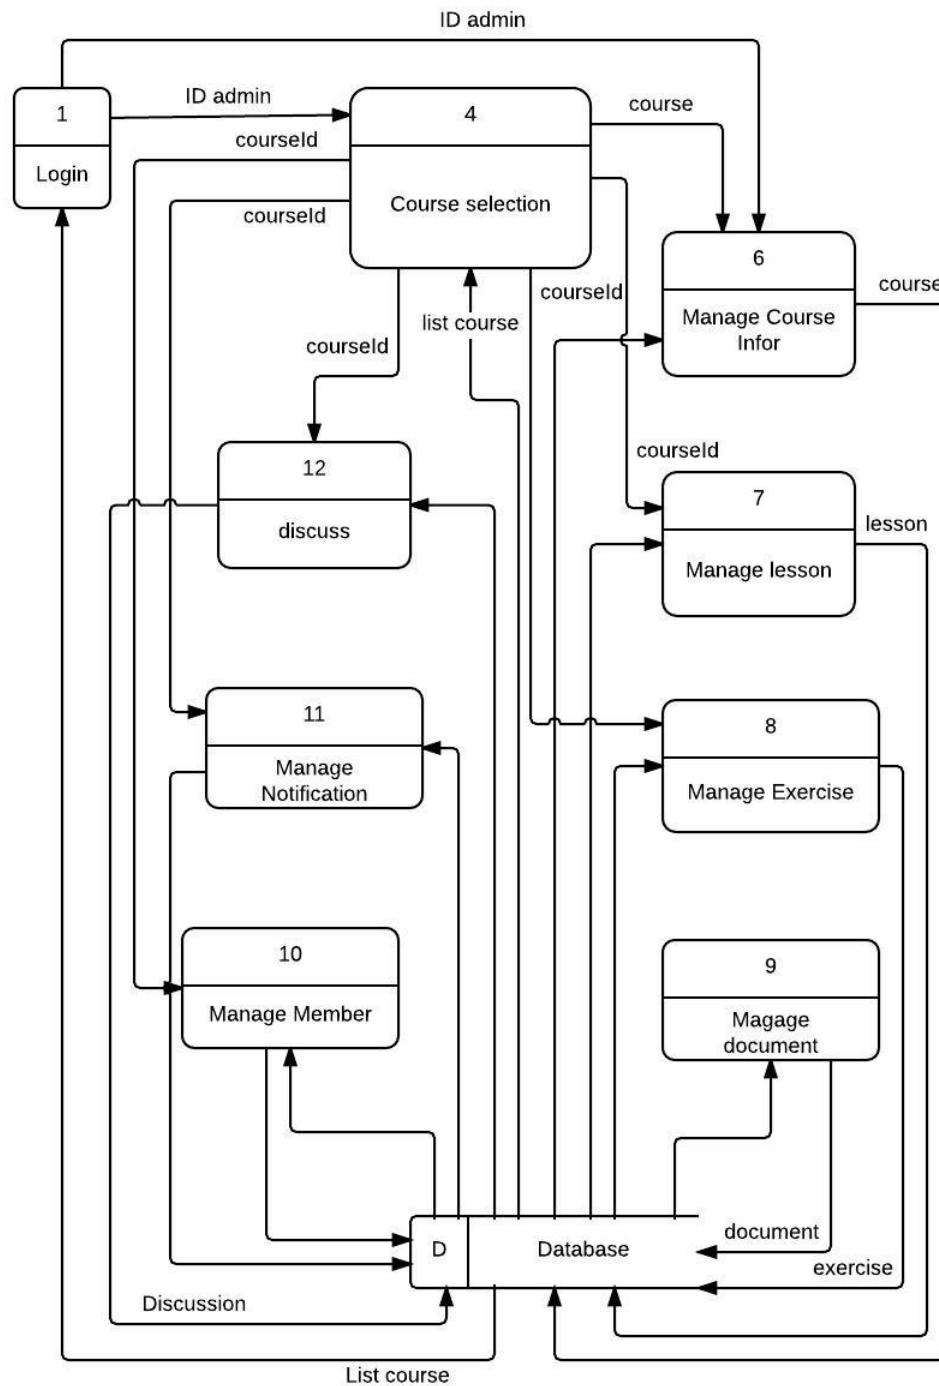 ID admin
1
Login
ID admin
4
Course selection
course
courseId
courseId
6
Manage Course
Infor
course
courseId
list course
courseId
12
discuss
courseId
7
Manage lesson
lesson
11
Manage
Notification
8
Manage Exercise
10
Manage Member
9
Magage
document
D
Database
document
exercise
Discussion
List course